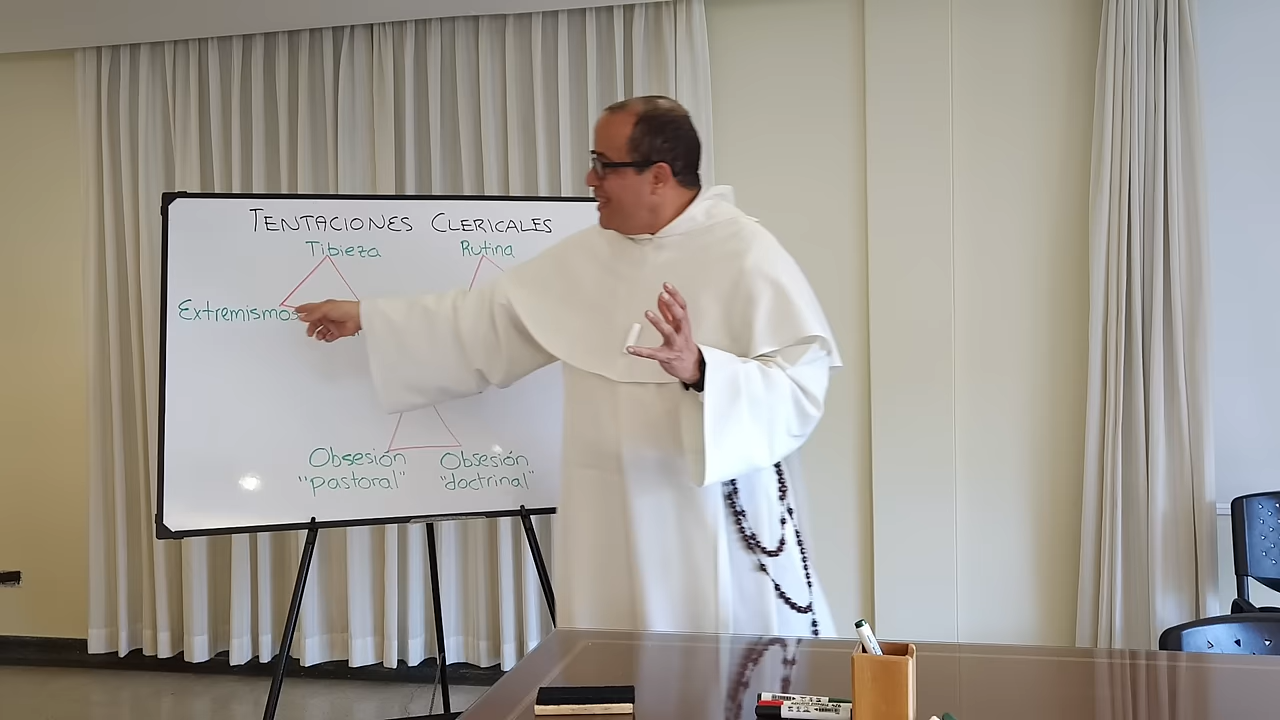 TENTACIONES CLERICALES
Tibieza Rutina
Extremismos
Obsesión Obsesión
"pastoral" "doctrinal"